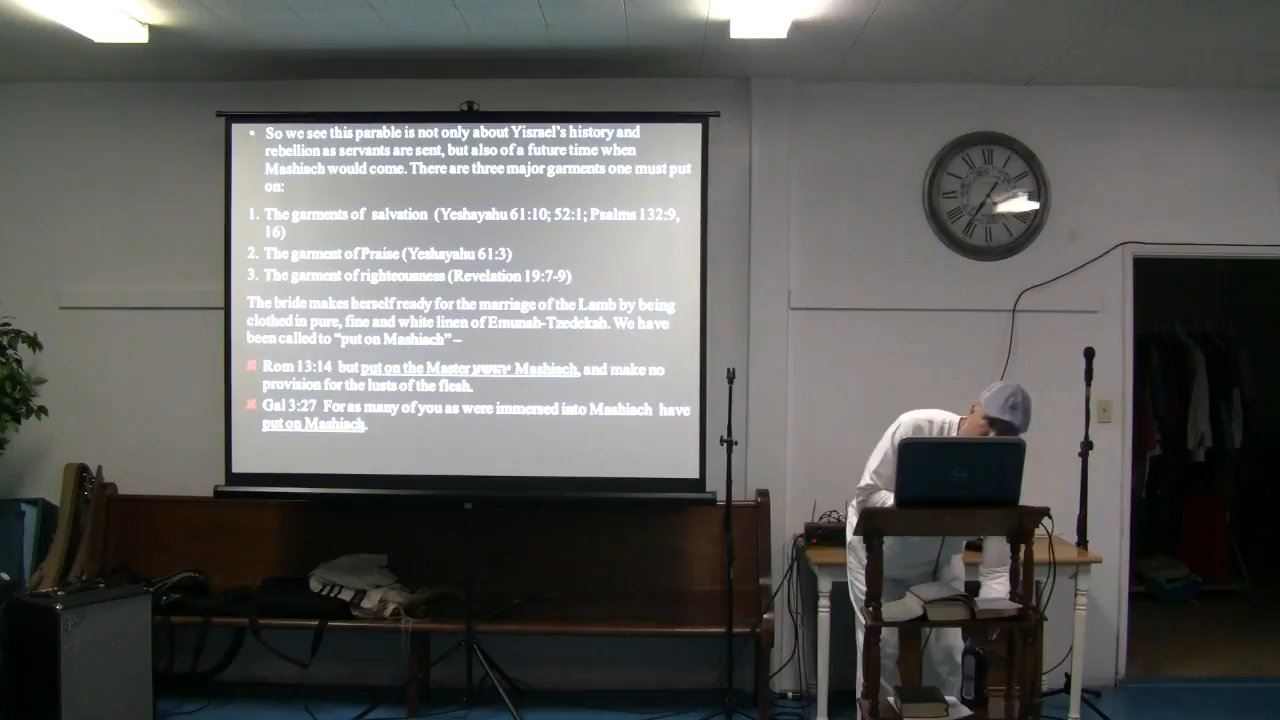 • So we see this parable is not only about Yisrael's history and
rebellion as servants are sent, but also of a future time when
Mashiach would come. There are three major garments one must put
on:
1. The garments of salvation (Yeshayahu 61:10; 52:1; Psalms 132:9,
16)
2. The garment of Praise (Yeshayahu 61:3)
3. The garment of righteousness (Revelation 19:7-9)
The bride makes herself ready for the marriage of the Lamb by being
clothed in pure, fine and white linen of Emunah-Tzedekah. We have
been called to "put on Mashiach" –
Rom 13:14 but put on the Master יהושע Mashiach, and make no
provision for the lusts of the flesh.
Gal 3:27 For as many of you as were immersed into Mashiach have
put on Mashiach.